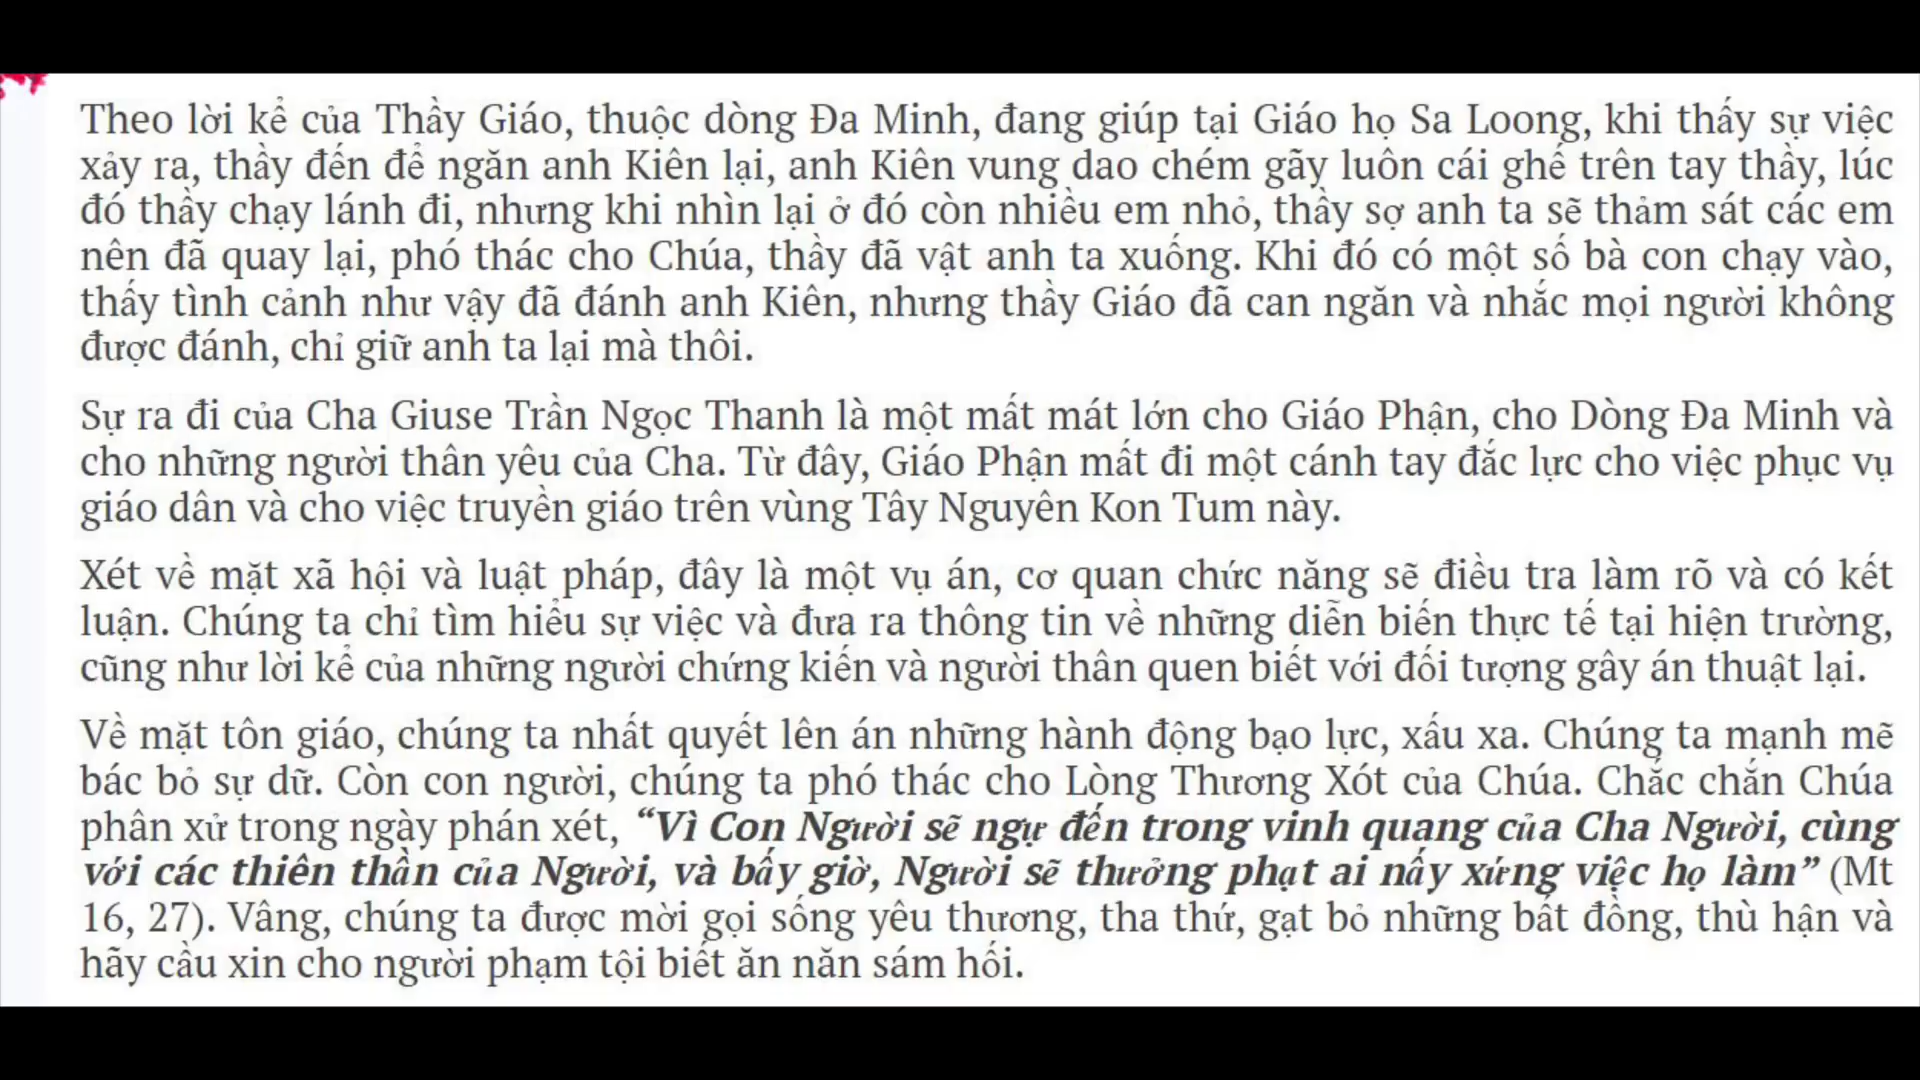 Theo lời kể của Thầy Giáo, thuộc dòng Đa Minh, đang giúp tại Giáo họ Sa Loong, khi thấy sự việc
xảy ra, thầy đến để ngăn anh Kiên lại, anh Kiên vung dao chém gãy luôn cái ghế trên tay thầy, lúc
đó thầy chạy lánh đi, nhưng khi nhìn lại ở đó còn nhiều em nhỏ, thầy sợ anh ta sẽ thảm sát các em
nên đã quay lại, phó thác cho Chúa, thầy đã vật anh ta xuống. Khi đó có một số bà con chạy vào,
thấy tình cảnh như vậy đã đánh anh Kiên, nhưng thầy Giáo đã can ngăn và nhắc mọi người không
được đánh, chỉ giữ anh ta lại mà thôi.
Sự ra đi của Cha Giuse Trần Ngọc Thanh là một mất mát lớn cho Giáo Phận, cho Dòng Đa Minh và
cho những người thân yêu của Cha. Từ đây, Giáo Phận mất đi một cánh tay đắc lực cho việc phục vụ
giáo dân và cho việc truyền giáo trên vùng Tây Nguyên Kon Tum này.
Xét về mặt xã hội và luật pháp, đây là một vụ án, cơ quan chức năng sẽ điều tra làm rõ và có kết
luận. Chúng ta chỉ tìm hiểu sự việc và đưa ra thông tin về những diễn biến thực tế tại hiện trường,
cũng như lời kể của những người chứng kiến và người thân quen biết với đối tượng gây án thuật lại.
Về mặt tôn giáo, chúng ta nhất quyết lên án những hành động bạo lực, xấu xa. Chúng ta mạnh mẽ
bác bỏ sự dữ. Còn con người, chúng ta phó thác cho Lòng Thương Xót của Chúa. Chắc chắn Chúa
phân xử trong ngày phán xét, “Vì Con Người sẽ ngự đến trong vinh quang của Cha Người, cùng
với các thiên thần của Người, và bấy giờ, Người sẽ thưởng phạt ai nấy xứng việc họ làm” (Mt
16, 27). Vâng, chúng ta được mời gọi sống yêu thương, tha thứ, gạt bỏ những bất đồng, thù hận và
hãy cầu xin cho người phạm tội biết ăn năn sám hối.